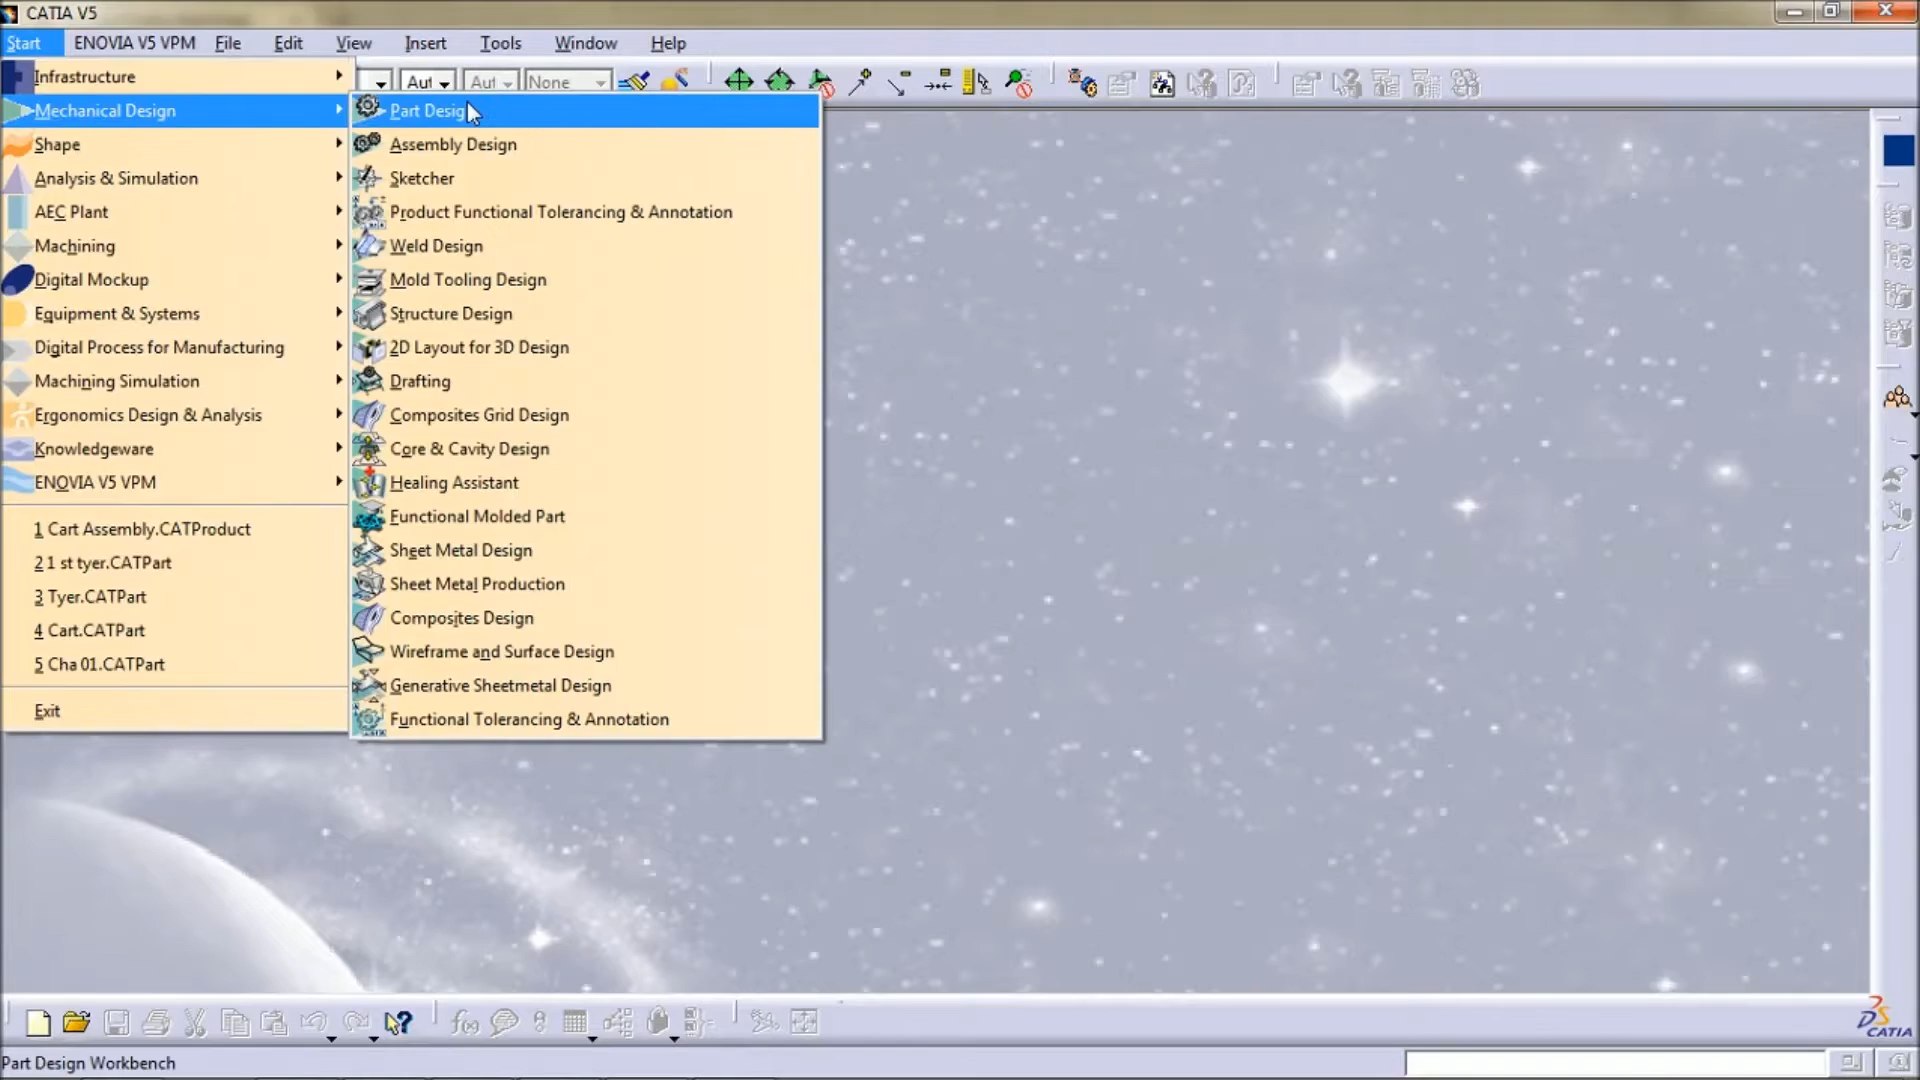 CATIA V5
Start ENOVIA V5 VPM File Edit View Insert Tools Window Help
Aut Aut None
Infrastructure
Mechanical Design
Shape
Analysis & Simulation
AEC Plant
Machining
Digital Mockup
Equipment & Systems
Digital Process for Manufacturing
Machining Simulation
Ergonomics Design & Analysis
Knowledgeware
ENOVIA V5 VPM
1 Cart Assembly.CATProduct
2 1 st tyer.CATPart
3 Tyer.CATPart
4 Cart.CATPart
5 Cha 01.CATPart
Exit
Part Design
Assembly Design
Sketcher
Product Functional Tolerancing & Annotation
Weld Design
Mold Tooling Design
Structure Design
2D Layout for 3D Design
Drafting
Composites Grid Design
Core & Cavity Design
Healing Assistant
Functional Molded Part
Sheet Metal Design
Sheet Metal Production
Composites Design
Wireframe and Surface Design
Generative Sheetmetal Design
Functional Tolerancing & Annotation
f(x)
DS
CATIA
Part Design Workbench